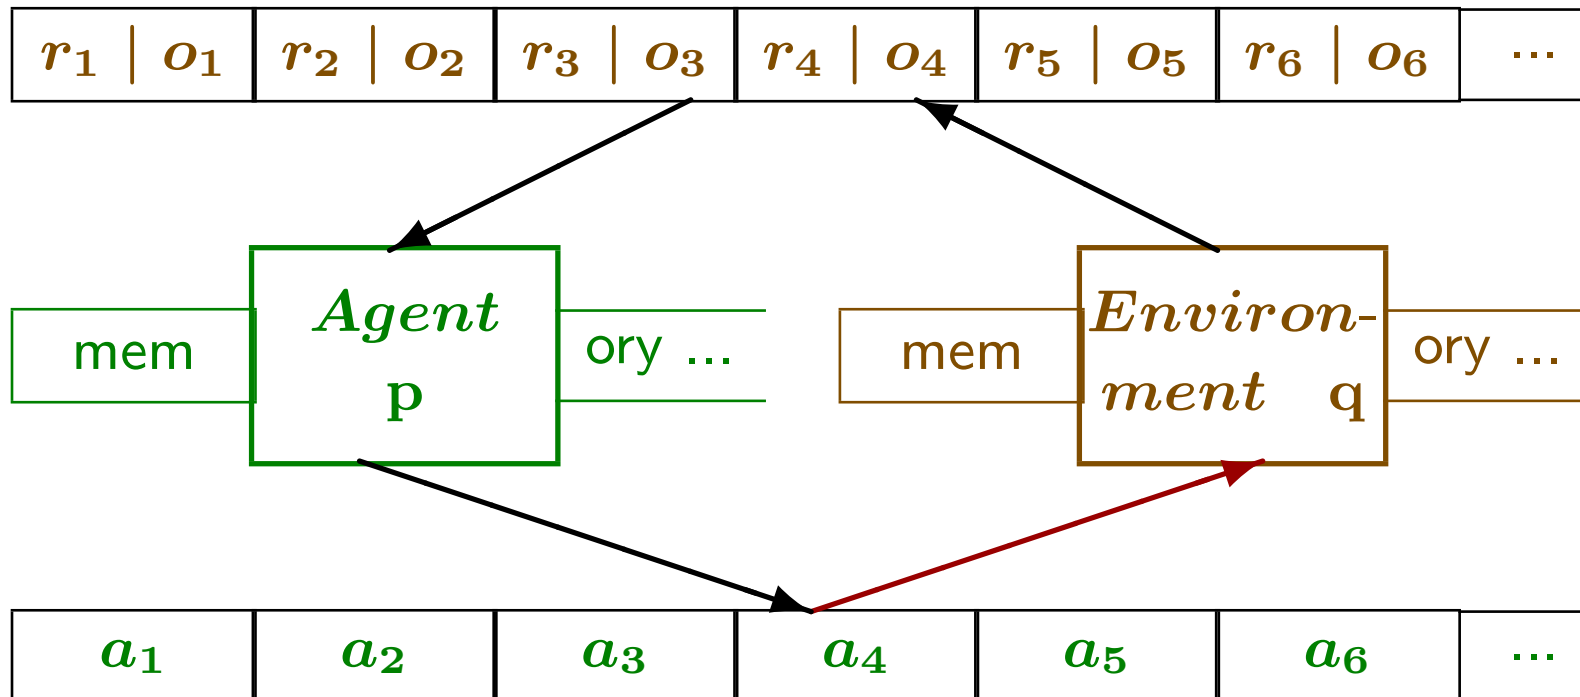 r₁ | o₁ r₂ | o₂ r₃ | o₃ r₄ | o₄ r₅ | o₅ r₆ | o₆ ...
Agent
p
mem
ory ...
Environ-
ment q
mem
ory ...
a₁ a₂ a₃ a₄ a₅ a₆ ...